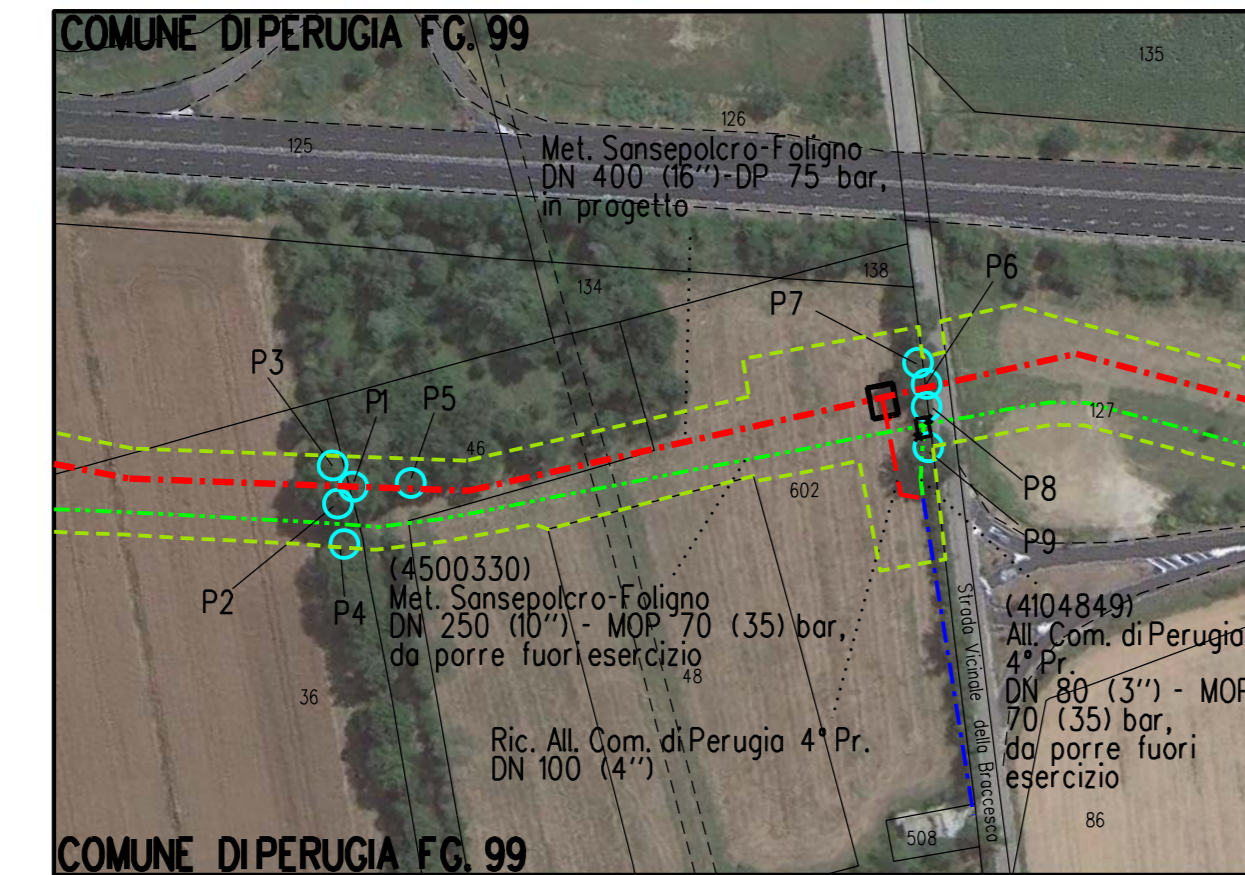 COMUNE DI PERUGIA FG. 99
135
126
125
Met. Sansepolcro-Foligno
DN 400 (16'')-DP 75 bar,
in progetto
138
P6
134
P7
P3
P1
P5
127
46
602
P8
P9
P2
P4
(4500330)
Met. Sansepolcro-Foligno
DN 250 (10'') - MOP 70 (35) bar,
da porre fuori esercizio
Strada Vicinale della Braccesca
(4104849)
All. Com. di Perugia
4° Pr.
DN 80 (3'') - MOP
70 (35) bar,
da porre fuori
esercizio
48
36
Ric. All. Com. di Perugia 4° Pr.
DN 100 (4'')
86
508
COMUNE DI PERUGIA FG. 99